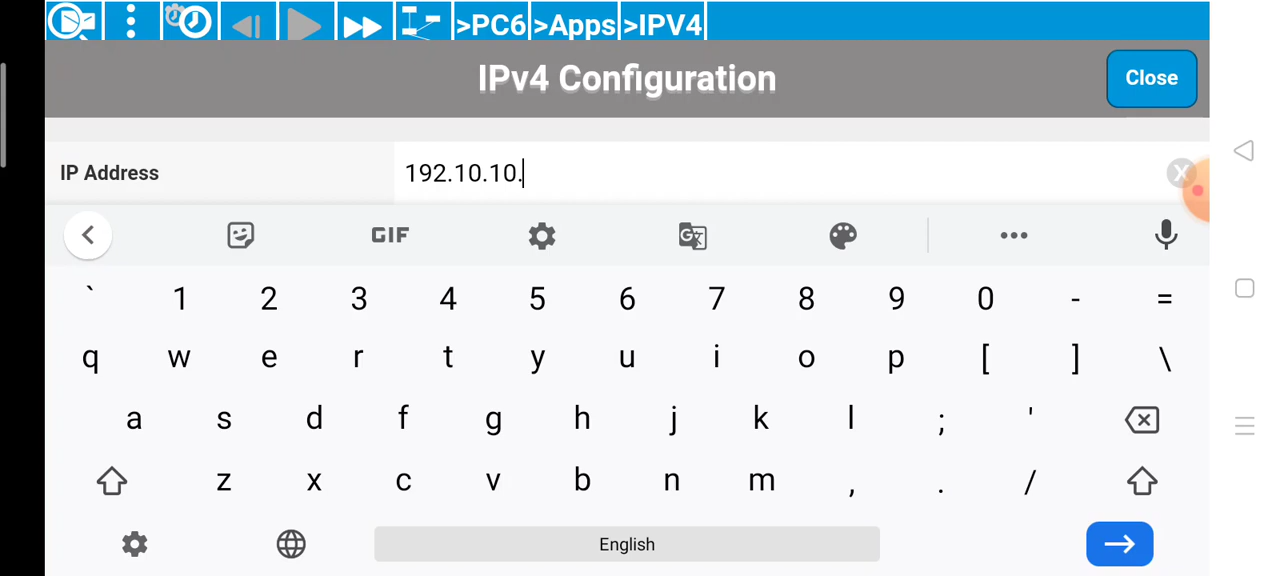 >PC6 >Apps >IPV4
IPv4 Configuration
Close
IP Address
192.10.10.
X
GIF
` 1 2 3 4 5 6 7 8 9 0 - =
q w e r t y u i o p [ ] \
a s d f g h j k l ; '
z x c v b n m , . /
English